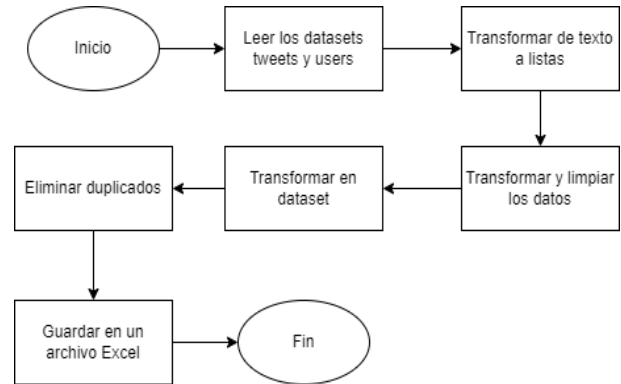 Inicio
Leer los datasets
tweets y users
Transformar de texto
a listas
Transformar y limpiar
los datos
Transformar en
dataset
Eliminar duplicados
Guardar en un
archivo Excel
Fin